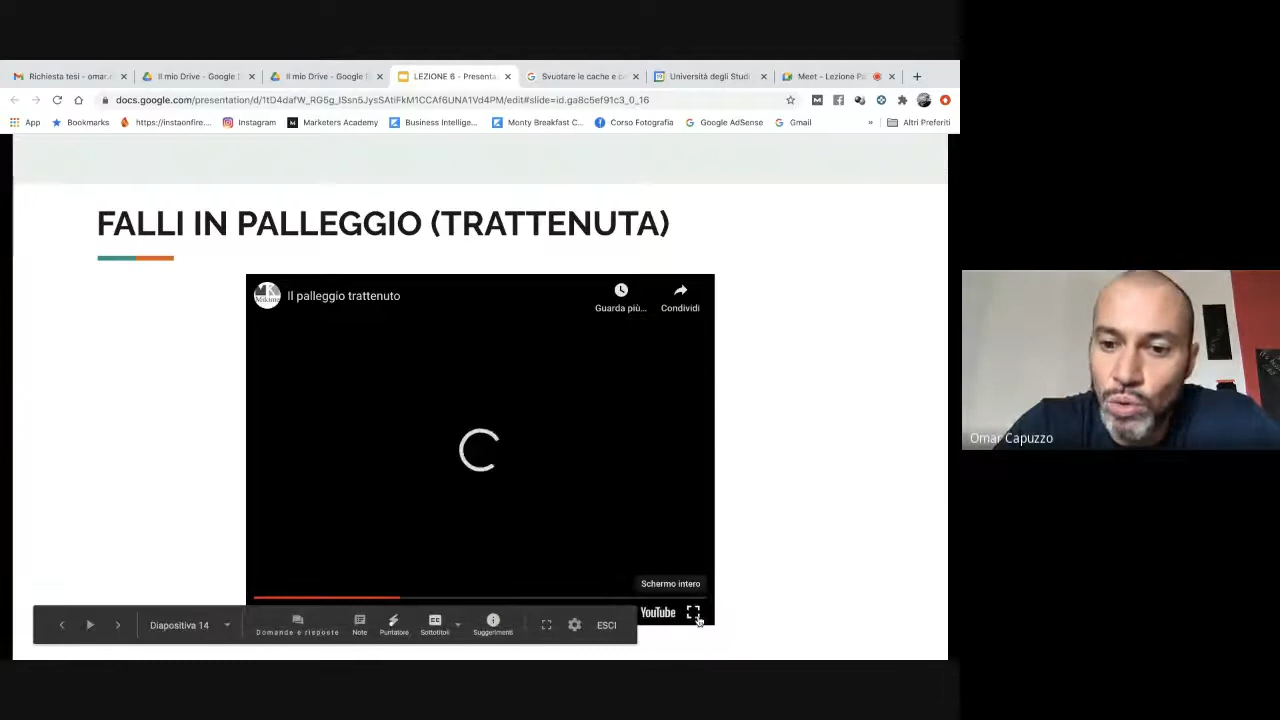 Richiesta tesi - omar.
Il mio Drive - Google
Il mio Drive - Google
LEZIONE 6 - Presenta
Svuotare le cache e
Università degli Studi
Meet - Lezione Pa
docs.google.com/presentation/d/1tD4dafW_RG5g_ISsn5JysSAtiFkM1CCAf6UNA1Vd4PM/edit#slide=id.ga8c5ef91c3_0_16
App
Bookmarks
https://instaonfire....
Instagram
Marketers Academy
Business Intellige...
Monty Breakfast C...
Corso Fotografia
Google AdSense
Gmail
»
Altri Preferiti
FALLI IN PALLEGGIO (TRATTENUTA)
Il palleggio trattenuto
Guarda più...
Condividi
Schermo intero
YouTube
Diapositiva 14
Domande e risposte
Note
Puntatore
Sottotitoli
Suggerimenti
ESCI
Omar Capuzzo